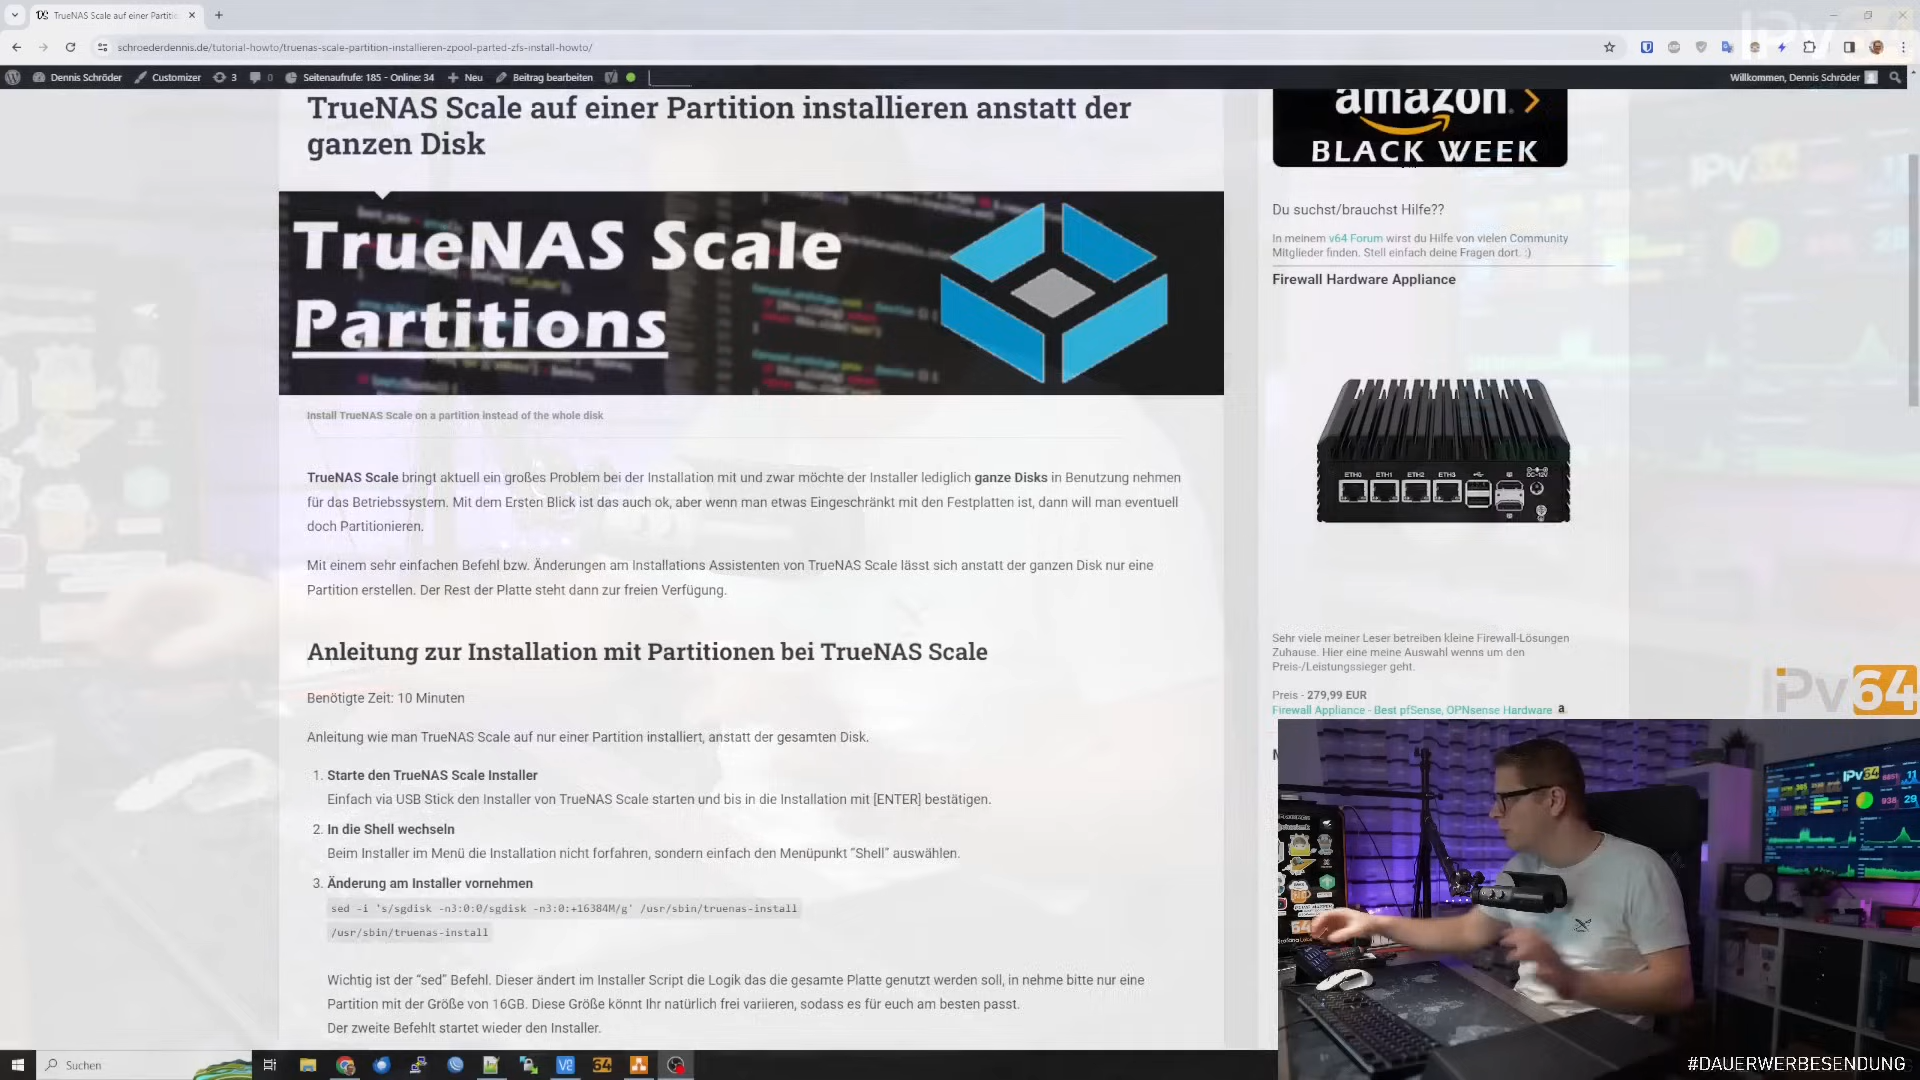 TrueNAS Scale auf einer Partitio
schroederdennis.de/tutorial-howto/truenas-scale-partition-installieren-zpool-parted-zfs-install-howto/
Dennis Schröder
Customizer
3
0
Seitenaufrufe: 185 - Online: 34
Neu
Beitrag bearbeiten
Willkommen, Dennis Schröder
TrueNAS Scale auf einer Partition installieren anstatt der
ganzen Disk
TrueNAS Scale
Partitions
Install TrueNAS Scale on a partition instead of the whole disk
TrueNAS Scale bringt aktuell ein großes Problem bei der Installation mit und zwar möchte der Installer lediglich ganze Disks in Benutzung nehmen
für das Betriebssystem. Mit dem Ersten Blick ist das auch ok, aber wenn man etwas Eingeschränkt mit den Festplatten ist, dann will man eventuell
doch Partitionieren.
Mit einem sehr einfachen Befehl bzw. Änderungen am Installations Assistenten von TrueNAS Scale lässt sich anstatt der ganzen Disk nur eine
Partition erstellen. Der Rest der Platte steht dann zur freien Verfügung.
Anleitung zur Installation mit Partitionen bei TrueNAS Scale
Benötigte Zeit: 10 Minuten
Anleitung wie man TrueNAS Scale auf nur einer Partition installiert, anstatt der gesamten Disk.
1. Starte den TrueNAS Scale Installer
Einfach via USB Stick den Installer von TrueNAS Scale starten und bis in die Installation mit [ENTER] bestätigen.
2. In die Shell wechseln
Beim Installer im Menü die Installation nicht forfahren, sondern einfach den Menüpunkt “Shell” auswählen.
3. Änderung am Installer vornehmen
sed -i 's/sgdisk -n3:0:0/sgdisk -n3:0:+16384M/g' /usr/sbin/truenas-install
/usr/sbin/truenas-install
Wichtig ist der “sed” Befehl. Dieser ändert im Installer Script die Logik das die gesamte Platte genutzt werden soll, in nehme bitte nur eine
Partition mit der Größe von 16GB. Diese Größe könnt Ihr natürlich frei variieren, sodass es für euch am besten passt.
Der zweite Befehlt startet wieder den Installer.
amazon
BLACK WEEK
Du suchst/brauchst Hilfe??
In meinem v64 Forum wirst du Hilfe von vielen Community
Mitglieder finden. Stell einfach deine Fragen dort. :)
Firewall Hardware Appliance
ETH0 ETH1 ETH2 ETH3 DC-12V
Sehr viele meiner Leser betreiben kleine Firewall-Lösungen
Zuhause. Hier eine meine Auswahl wenns um den
Preis-/Leistungssieger geht.
Preis - 279,99 EUR
Firewall Appliance - Best pfSense, OPNsense Hardware
IPv64
IPv64
#DAUERWERBESENDUNG
Suchen